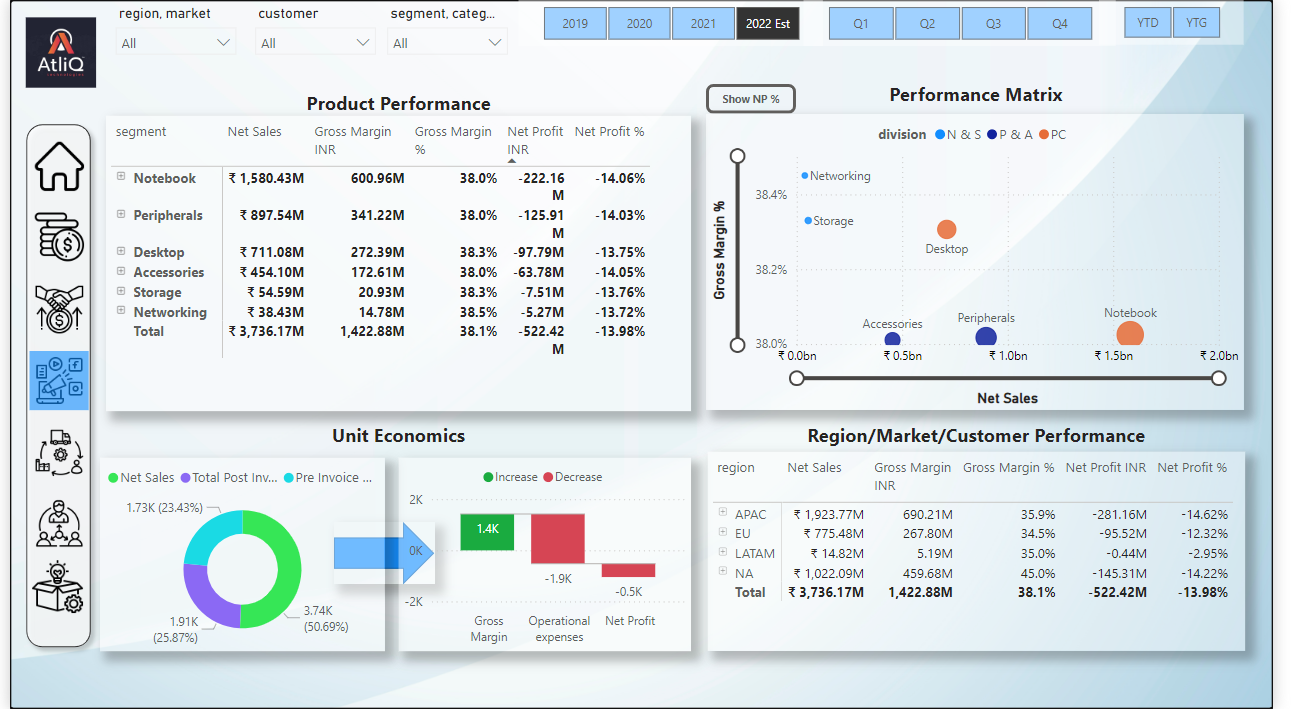 region, market
customer
segment, categ...
All
All
All
2019
2020
2021
2022 Est
Q1
Q2
Q3
Q4
YTD
YTG
AtliQ
Product Performance
segment
Net Sales
Gross Margin INR
Gross Margin %
Net Profit INR
Net Profit %
Notebook ₹ 1,580.43M 600.96M 38.0% -222.16 M -14.06%
Peripherals ₹ 897.54M 341.22M 38.0% -125.91 M -14.03%
Desktop ₹ 711.08M 272.39M 38.3% -97.79M -13.75%
Accessories ₹ 454.10M 172.61M 38.0% -63.78M -14.05%
Storage ₹ 54.59M 20.93M 38.3% -7.51M -13.76%
Networking ₹ 38.43M 14.78M 38.5% -5.27M -13.72%
Total ₹ 3,736.17M 1,422.88M 38.1% -522.42 M -13.98%
Show NP %
Performance Matrix
division N & S P & A PC
Gross Margin %
38.4%
38.2%
38.0%
Networking
Storage
Desktop
Accessories
Peripherals
Notebook
₹ 0.0bn ₹ 0.5bn ₹ 1.0bn ₹ 1.5bn ₹ 2.0bn
Net Sales
Unit Economics
Net Sales Total Post Inv... Pre Invoice ...
1.73K (23.43%)
1.91K
(25.87%)
3.74K
(50.69%)
Increase Decrease
2K
0K
-2K
1.4K
-1.9K
-0.5K
Gross
Margin
Operational
expenses
Net Profit
Region/Market/Customer Performance
region
Net Sales
Gross Margin INR
Gross Margin %
Net Profit INR
Net Profit %
APAC ₹ 1,923.77M 690.21M 35.9% -281.16M -14.62%
EU ₹ 775.48M 267.80M 34.5% -95.52M -12.32%
LATAM ₹ 14.82M 5.19M 35.0% -0.44M -2.95%
NA ₹ 1,022.09M 459.68M 45.0% -145.31M -14.22%
Total ₹ 3,736.17M 1,422.88M 38.1% -522.42M -13.98%